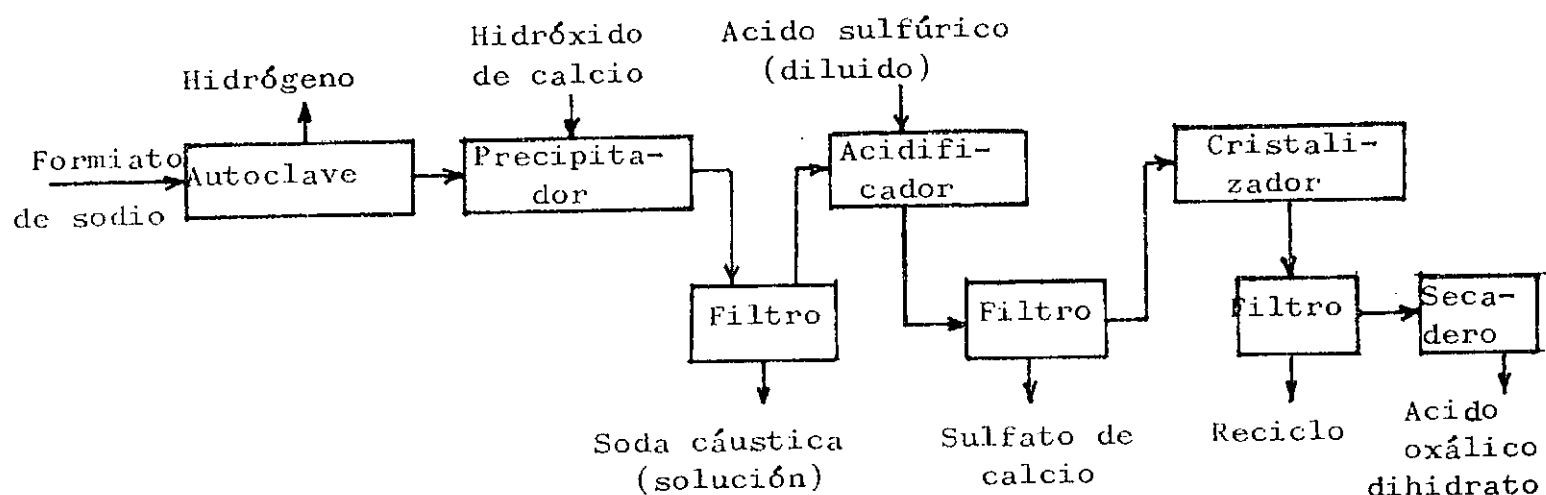 Hidróxido
de calcio
Acido sulfúrico
(diluido)
Hidrógeno
Formiato
de sodio
Autoclave
Precipita-
dor
Acidifi-
cador
Cristali-
zador
Filtro
Filtro
Filtro
Seca-
dero
Soda cáustica
(solución)
Sulfato de
calcio
Reciclo
Acido
oxálico
dihidrato